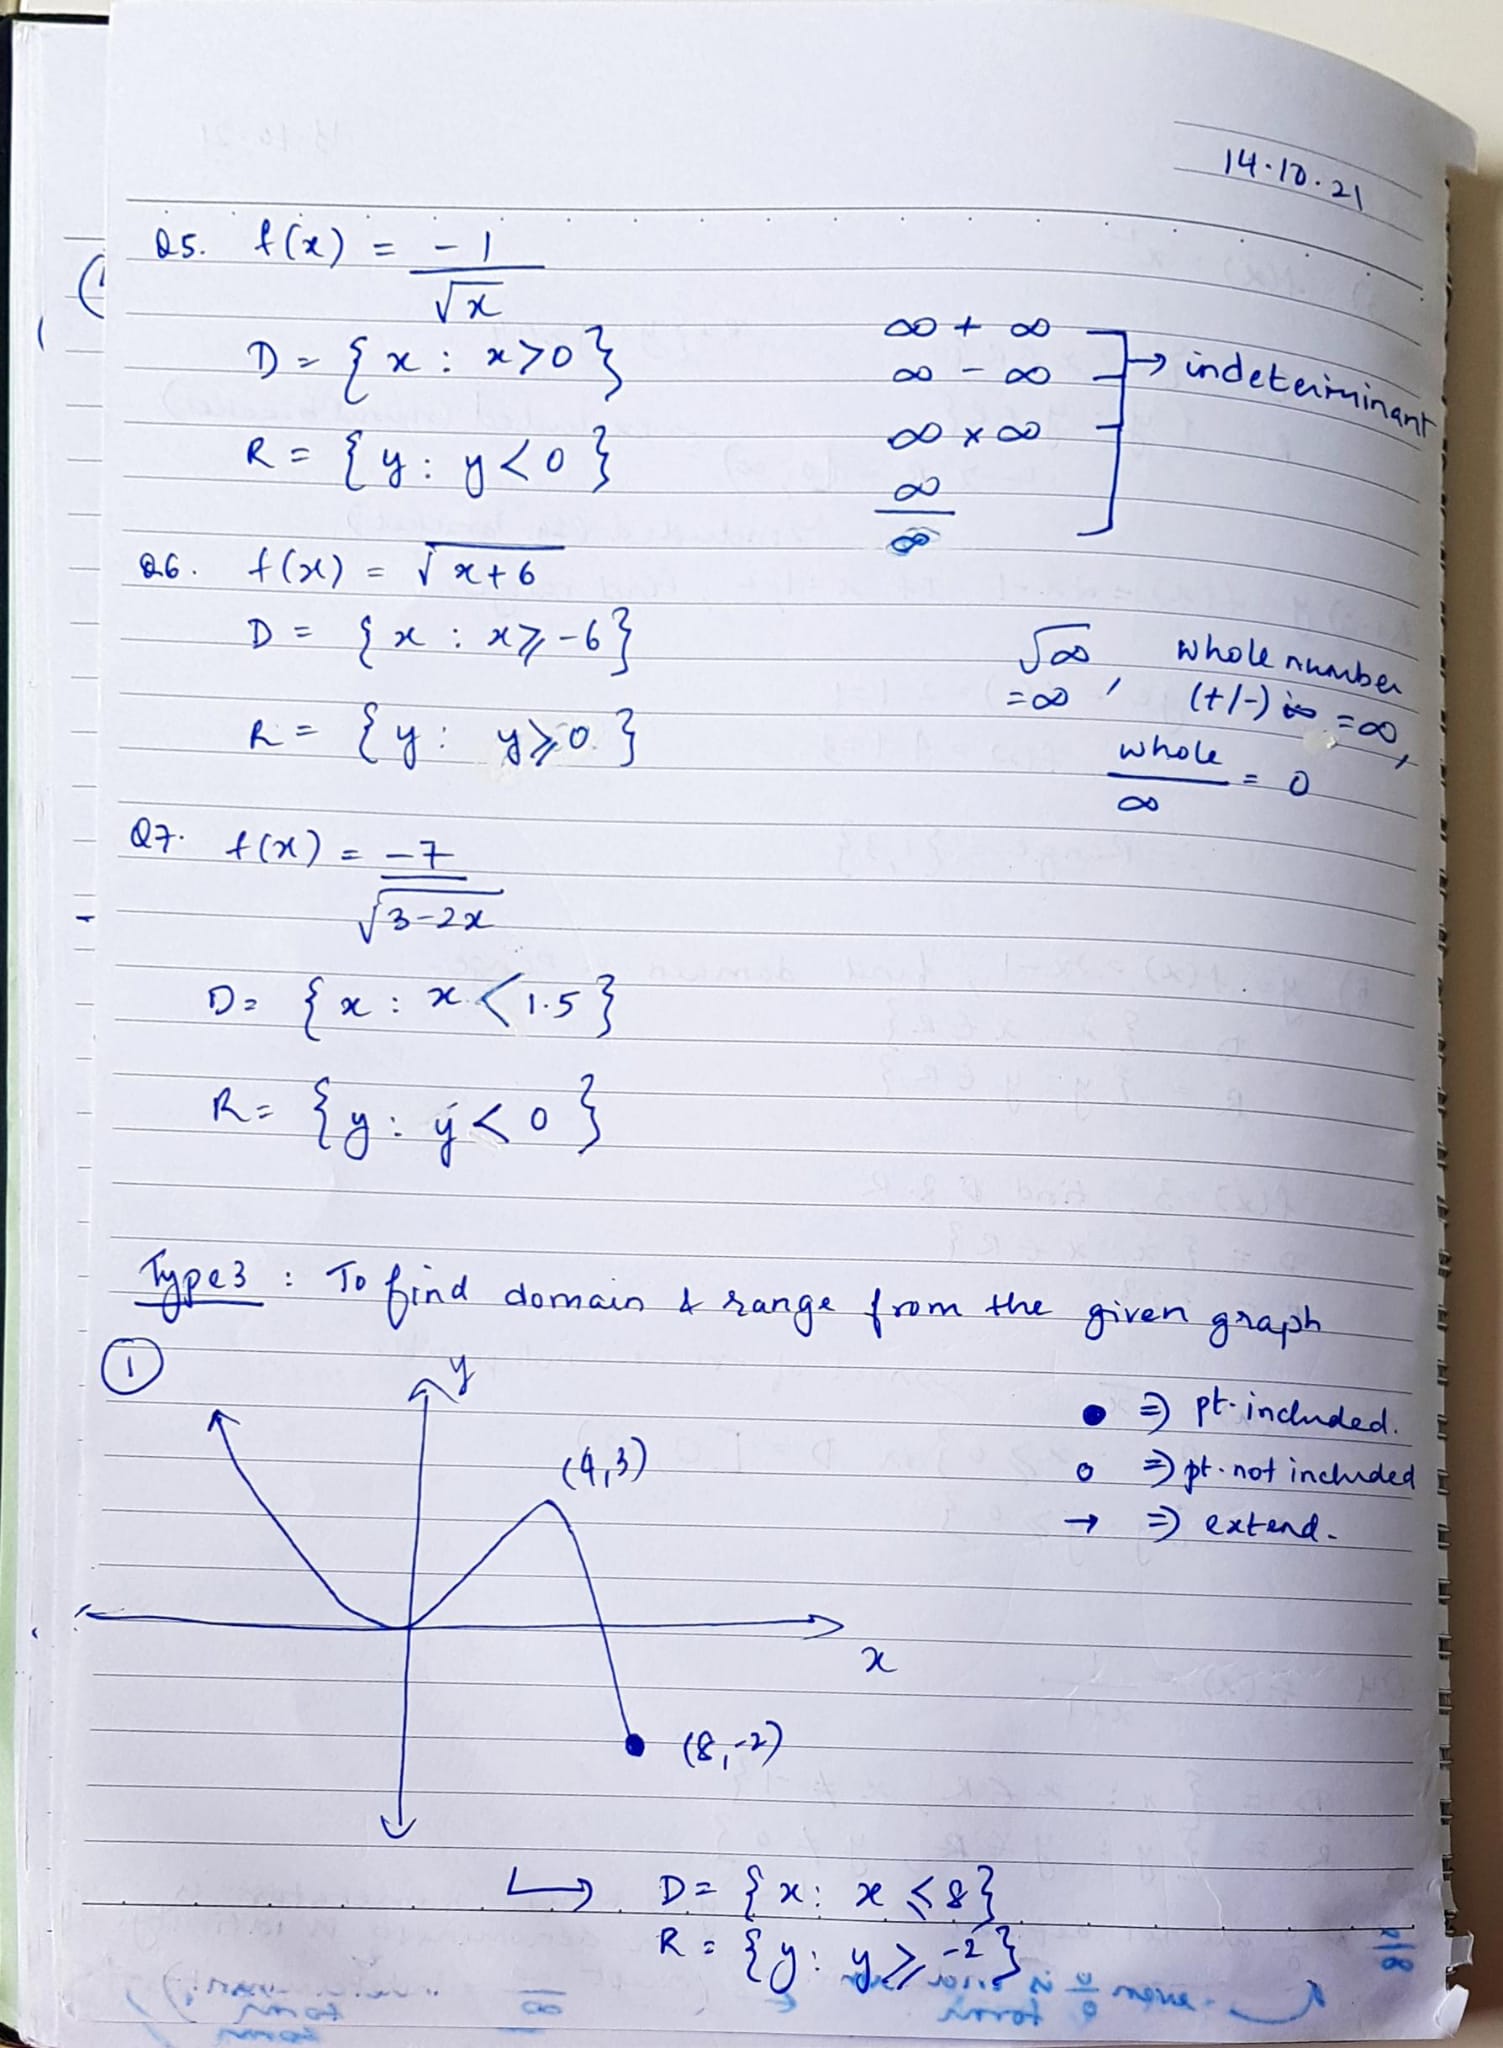 14.10.21
Q5. f(x) = -1/√x
D = { x : x>0}
R = { y : y<0 }
∞ + ∞
∞ - ∞
∞ × ∞
∞/∞
→ indeterminant
Q6. f(x) = √x+6
D = { x : x⩾-6}
R = { y : y⩾0 }
√∞ = ∞ ,
whole number
(+/-) ∞ = ∞,
whole/∞ = 0
Q7. f(x) = -7/√3-2x
D = { x : x < 1.5}
R = { y : y < 0 }
Type 3 : To find domain & range from the given graph
①
y
(4,3)
x
(8,-2)
● ⇒ pt. included.
○ ⇒ pt. not included
→ ⇒ extend.
↳ D = { x : x ⩽ 8}
R = { y : y ⩾ -2}